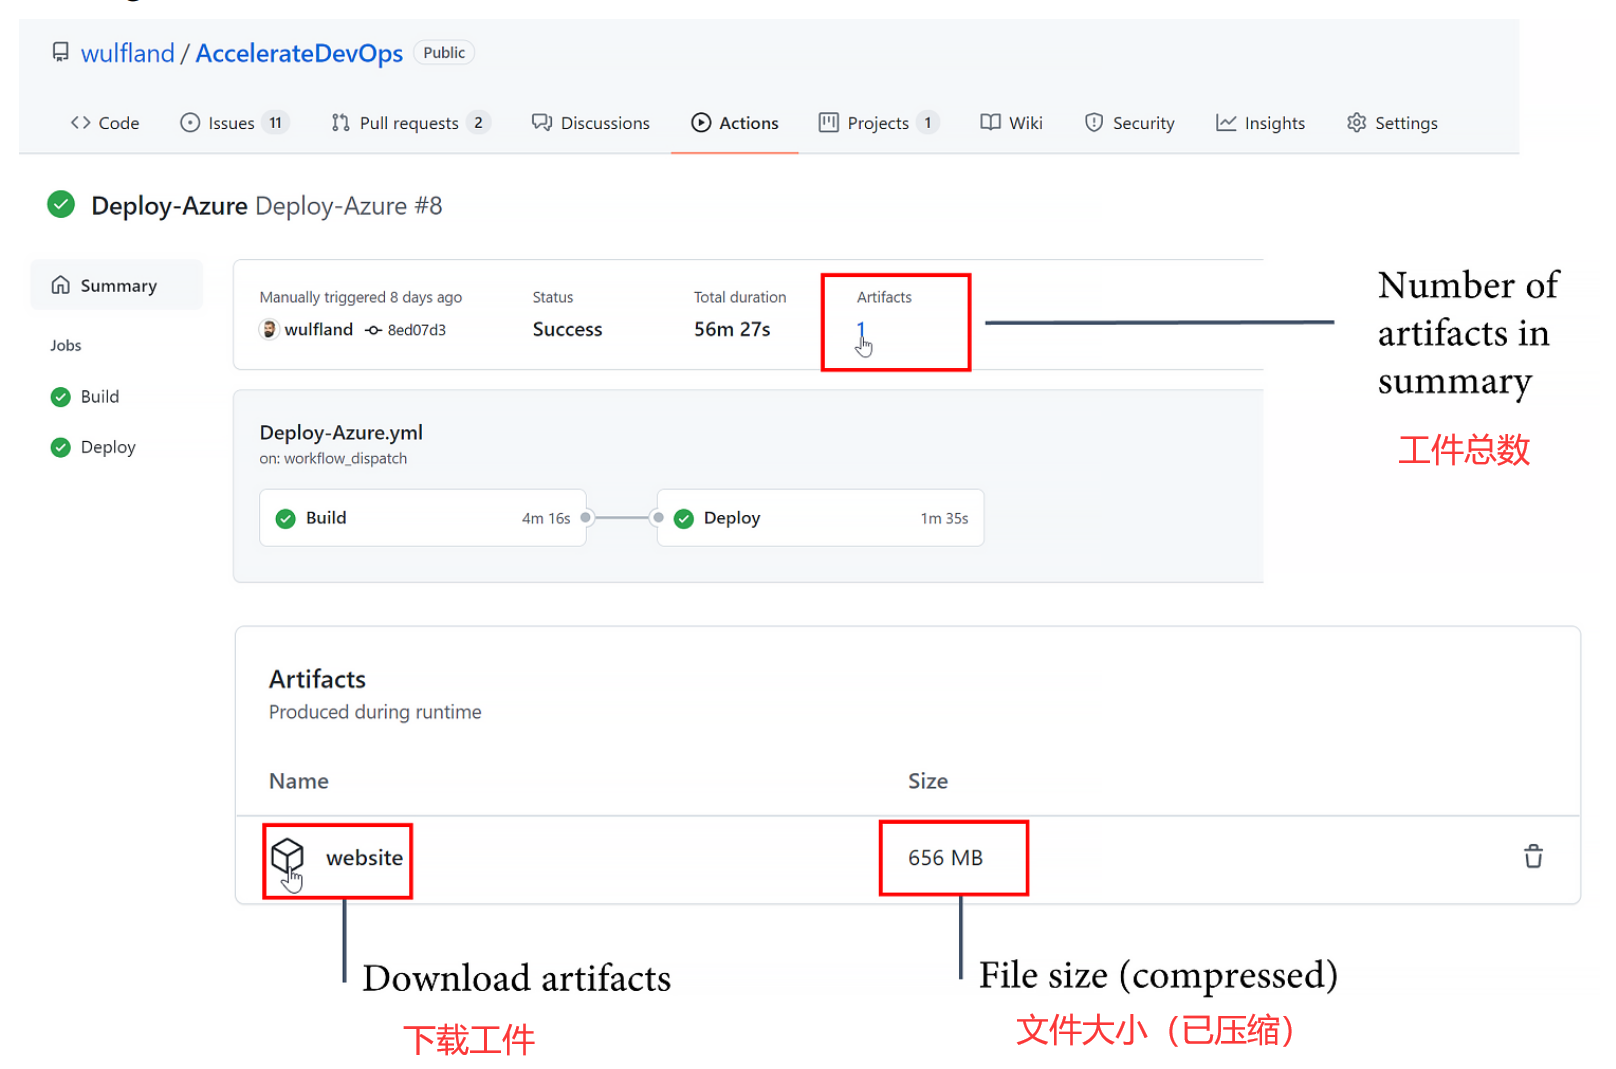 wulfland / AccelerateDevOps Public
Code Issues 11 Pull requests 2 Discussions Actions Projects 1 Wiki Security Insights Settings
Deploy-Azure Deploy-Azure #8
Summary
Jobs
Build
Deploy
Manually triggered 8 days ago Status Total duration Artifacts
wulfland 8ed07d3 Success 56m 27s 1
Number of
artifacts in
summary
工件总数
Deploy-Azure.yml
on: workflow_dispatch
Build 4m 16s Deploy 1m 35s
Artifacts
Produced during runtime
Name Size
website 656 MB
Download artifacts
下载工件
File size (compressed)
文件大小（已压缩）